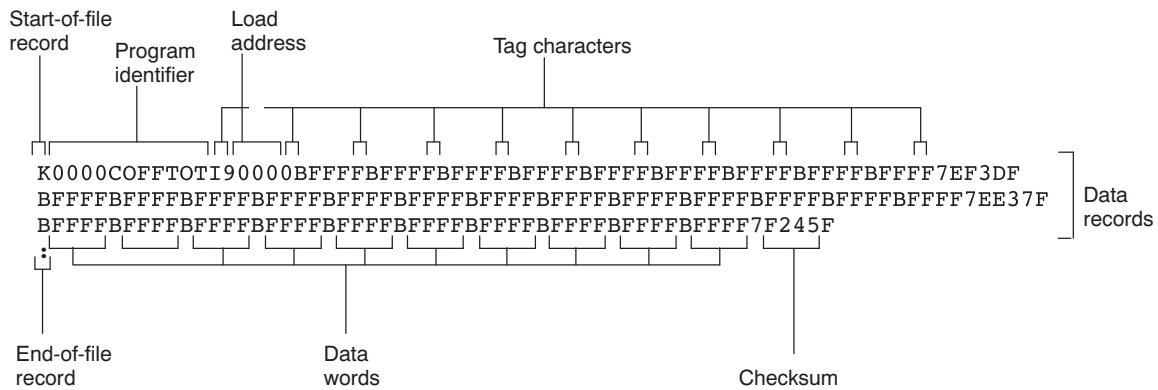 Start-of-file
record
Program
identifier
Load
address
Tag characters
K0000COFFTOTI90000BFFFFBFFFFBFFFFBFFFFBFFFFBFFFFBFFFFBFFFFBFFFF7EF3DF
BFFFFBFFFFBFFFFBFFFFBFFFFBFFFFBFFFFBFFFFBFFFFBFFFFBFFFFBFFFFBFFFF7EE37F
BFFFFBFFFFBFFFFBFFFFBFFFFBFFFFBFFFFBFFFFBFFFFBFFFF7F245F
:
Data
records
End-of-file
record
Data
words
Checksum